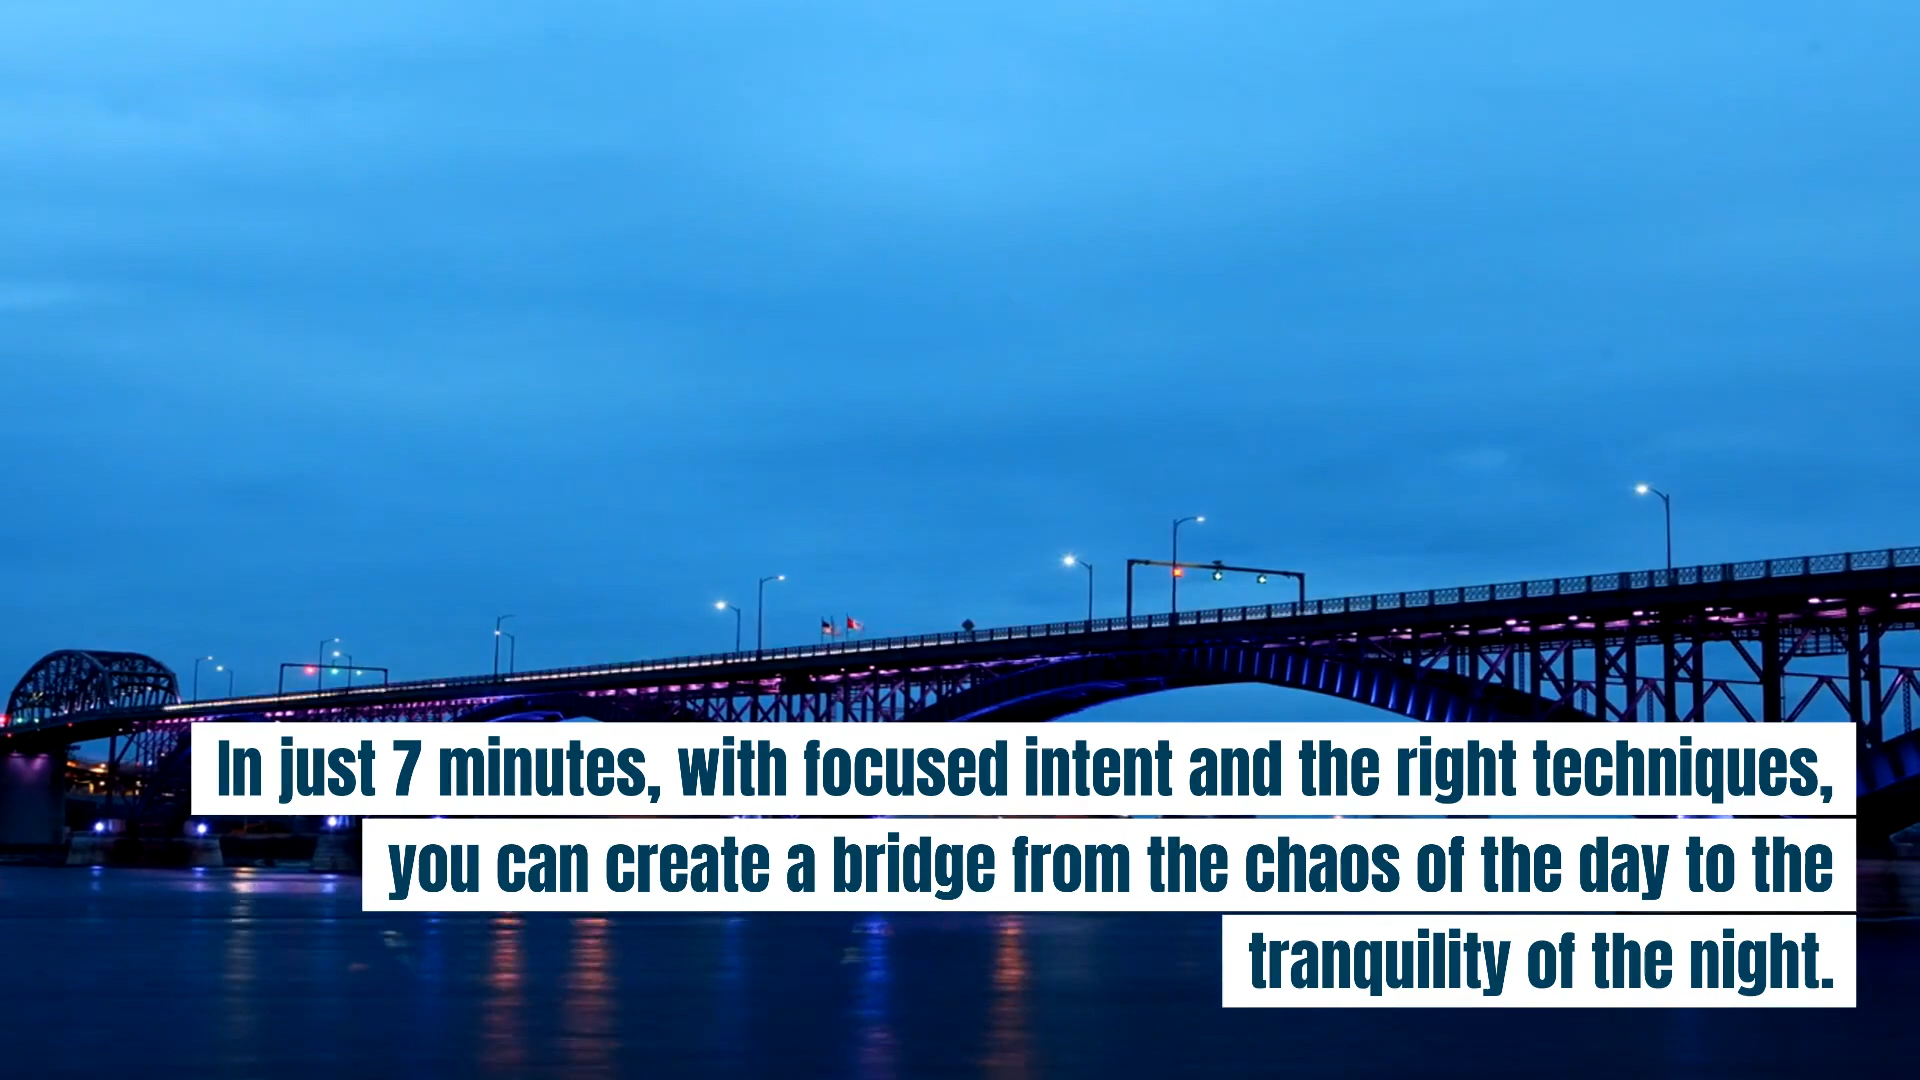 In just 7 minutes, with focused intent and the right techniques,
you can create a bridge from the chaos of the day to the
tranquility of the night.